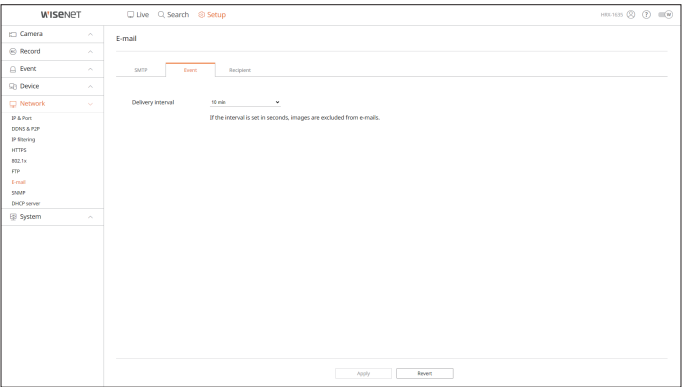 WISENET
Live Search Setup
HRX-1635
Camera
Record
Event
Device
Network
IP & Port
DDNS & P2P
IP filtering
HTTPS
802.1x
FTP
E-mail
SNMP
DHCP server
System
E-mail
SMTP Event Recipient
Delivery interval 10 min
If the interval is set in seconds, images are excluded from e-mails.
Apply Revert